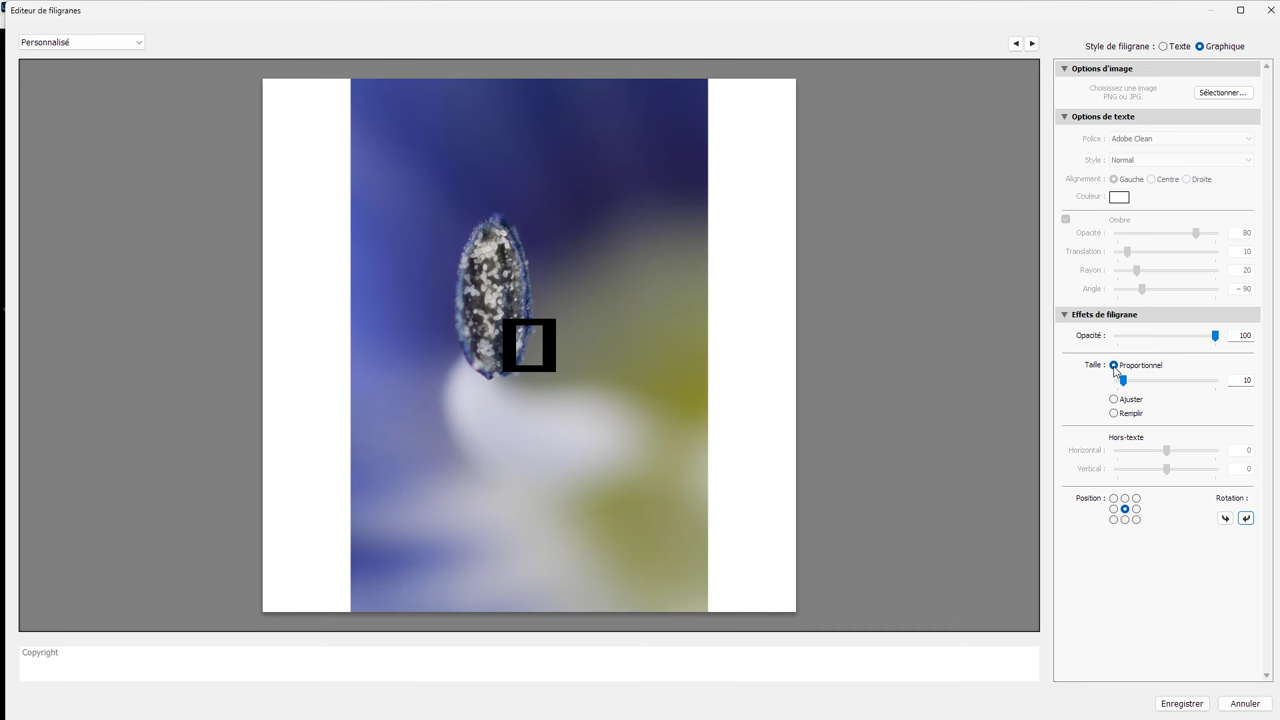 Editeur de filigranes
Personnalisé
Style de filigrane : Texte Graphique
Options d'image
Choisissez une image
PNG ou JPG.
Sélectionner...
Options de texte
Police : Adobe Clean
Style : Normal
Alignement : Gauche Centre Droite
Couleur :
Ombre
Opacité : 80
Translation : 10
Rayon : 20
Angle : – 90
Effets de filigrane
Opacité : 100
Taille : Proportionnel
10
Ajuster
Remplir
Hors-texte
Horizontal : 0
Vertical : 0
Position : Rotation :
Copyright
Enregistrer Annuler